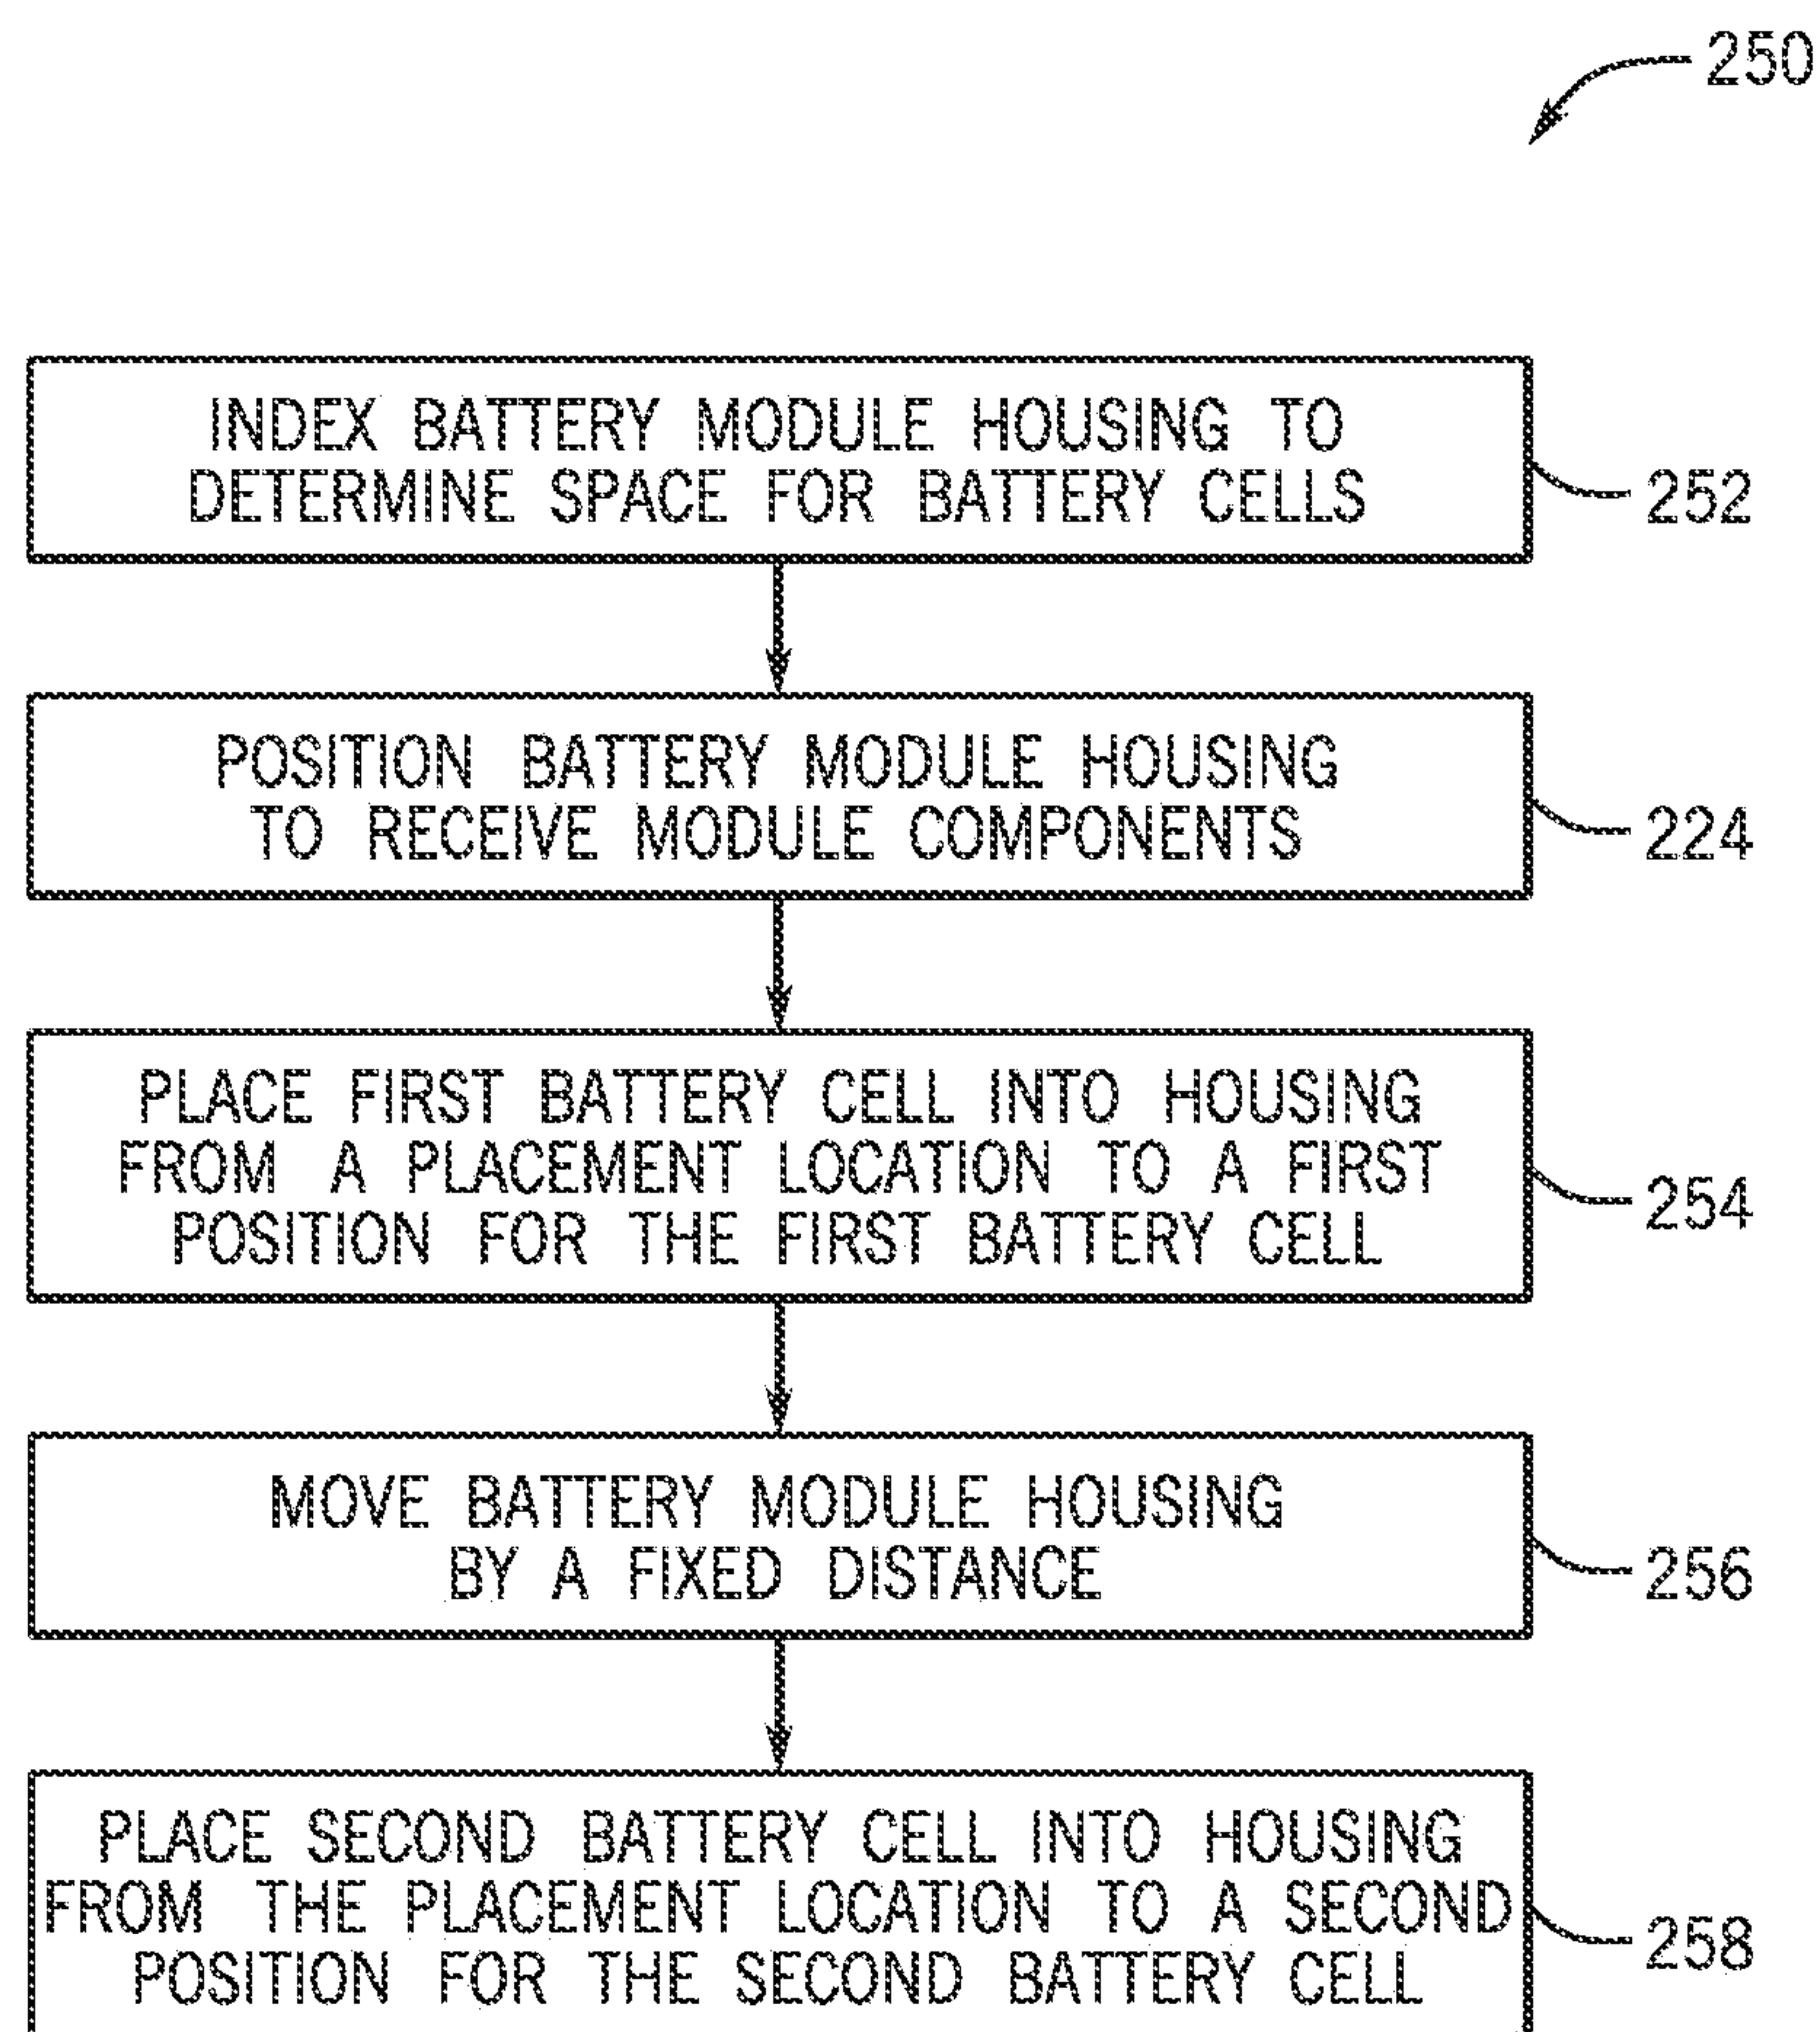 250
INDEX BATTERY MODULE HOUSING TO
DETERMINE SPACE FOR BATTERY CELLS
252
POSITION BATTERY MODULE HOUSING
TO RECEIVE MODULE COMPONENTS
224
PLACE FIRST BATTERY CELL INTO HOUSING
FROM A PLACEMENT LOCATION TO A FIRST
POSITION FOR THE FIRST BATTERY CELL
254
MOVE BATTERY MODULE HOUSING
BY A FIXED DISTANCE
256
PLACE SECOND BATTERY CELL INTO HOUSING
FROM THE PLACEMENT LOCATION TO A SECOND
POSITION FOR THE SECOND BATTERY CELL
258